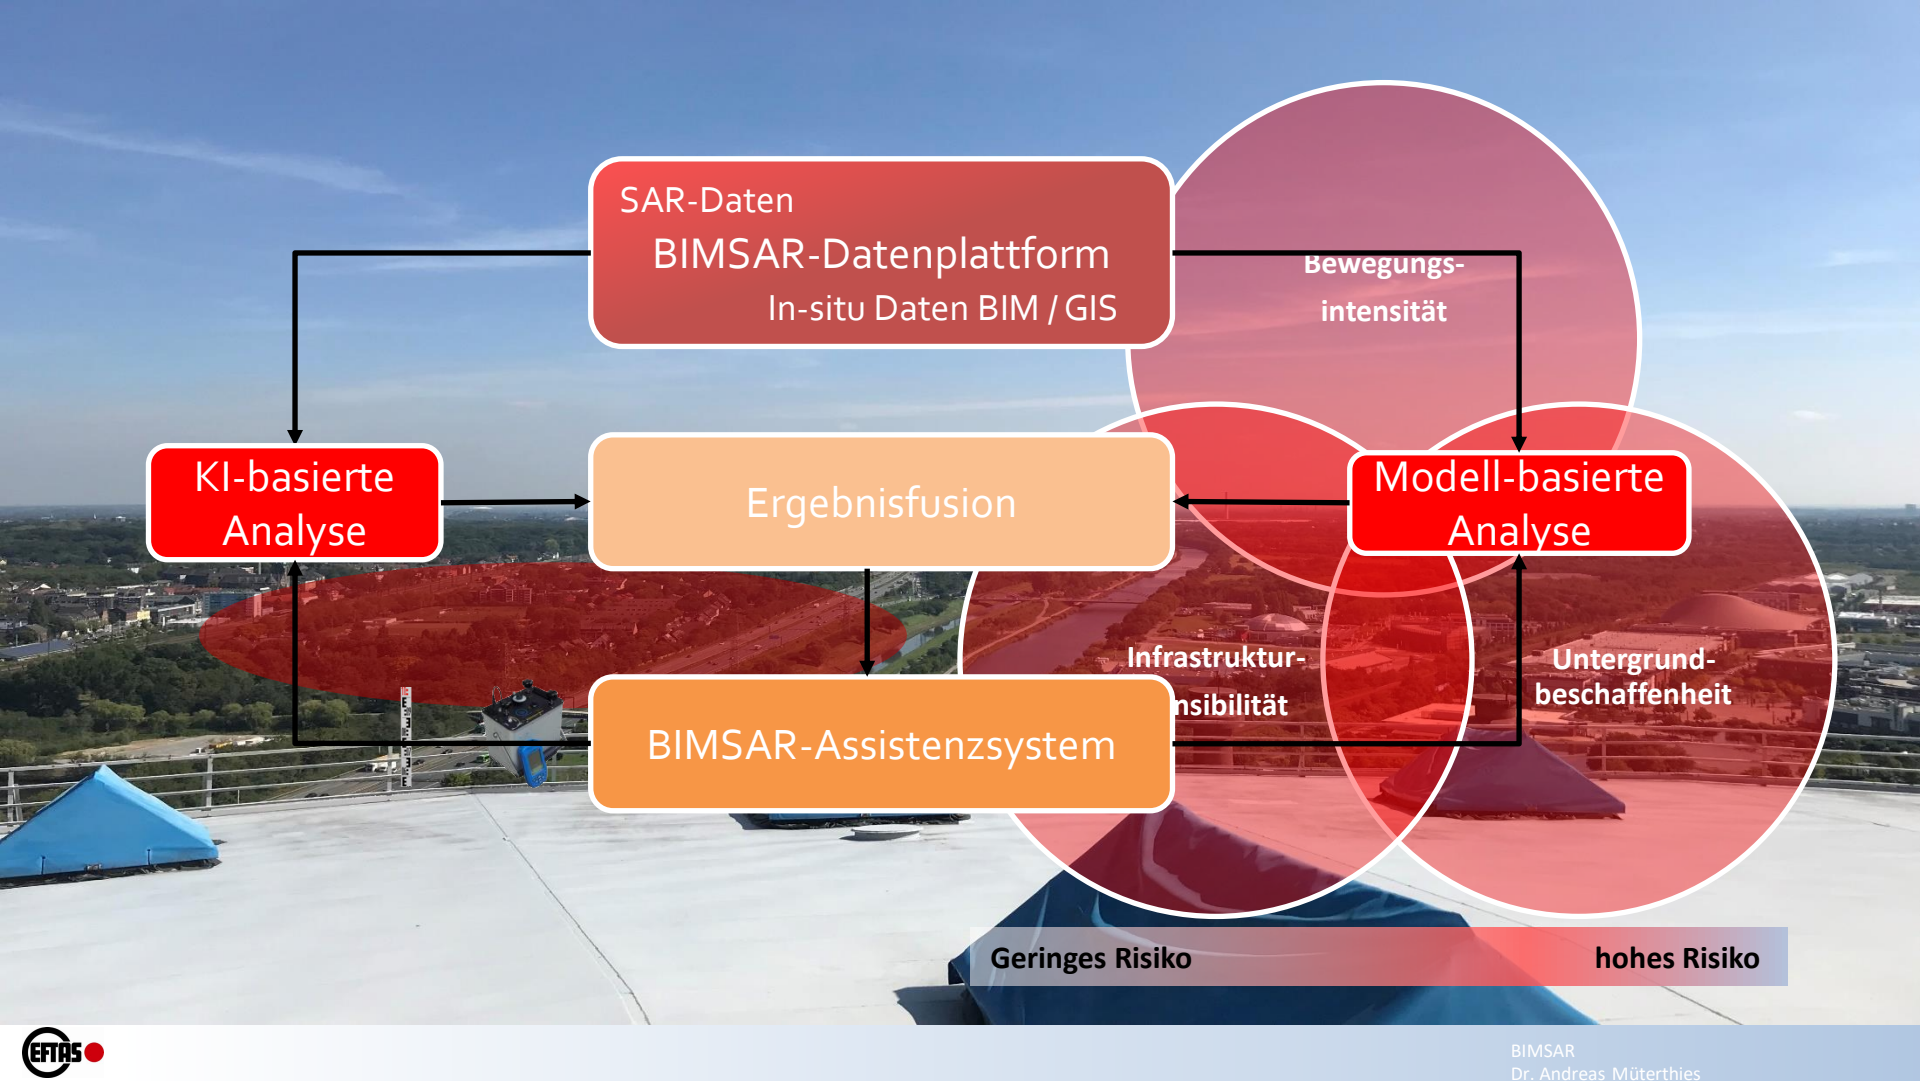 SAR-Daten
BIMSAR-Datenplattform
In-situ Daten BIM / GIS
Bewegungs-
intensität
KI-basierte
Analyse
Ergebnisfusion
Modell-basierte
Analyse
Infrastruktur-
nsibilität
Untergrund-
beschaffenheit
BIMSAR-Assistenzsystem
Geringes Risiko
hohes Risiko
EFTAS
BIMSAR
Dr. Andreas Müterthies